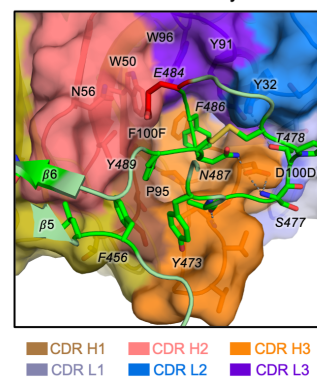 W96
Y91
W50
E484
Y32
N56
F486
F100F
T478
Y489
N487
D100D
β6
P95
β5
S477
F456
Y473
CDR H1 CDR H2 CDR H3
CDR L1 CDR L2 CDR L3